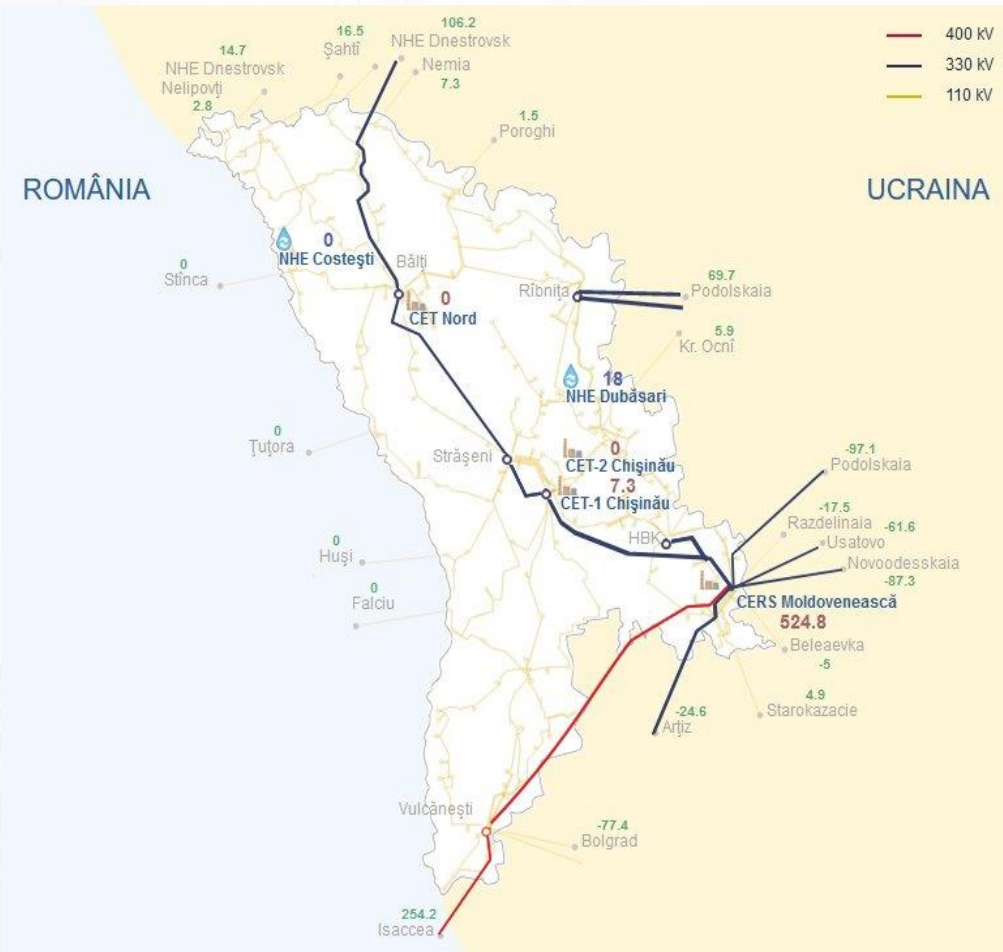 400 kV
330 kV
110 kV
106.2
NHE Dnestrovsk
16.5
Şahtî
14.7
NHE Dnestrovsk
Nelipovţi
2.8
Nemia
7.3
1.5
Poroghi
ROMÂNIA
UCRAINA
0
NHE Costeşti
Bălţi
0
Stînca
0
CET Nord
Rîbniţa
69.7
Podolskaia
5.9
Kr. Ocnî
18
NHE Dubăsari
0
Ţuţora
Străşeni
0
CET-2 Chişinău
7.3
CET-1 Chişinău
-97.1
Podolskaia
-17.5
Razdelinaia
-61.6
Usatovo
Novoodesskaia
-87.3
HBK
0
Huşi
0
Falciu
CERS Moldovenească
524.8
Beleaevka
-5
4.9
Starokazacie
-24.6
Arţiz
Vulcăneşti
-77.4
Bolgrad
254.2
Isaccea